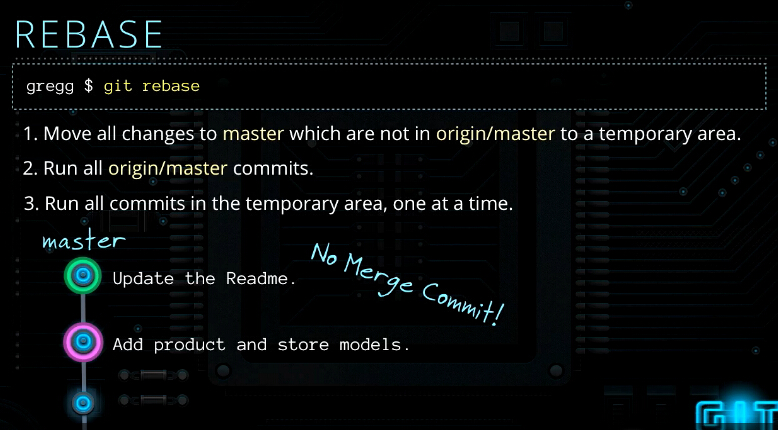 REBASE
gregg $ git rebase
1. Move all changes to master which are not in origin/master to a temporary area.
2. Run all origin/master commits.
3. Run all commits in the temporary area, one at a time.
master
No Merge Commit!
Update the Readme.
Add product and store models.
GIT